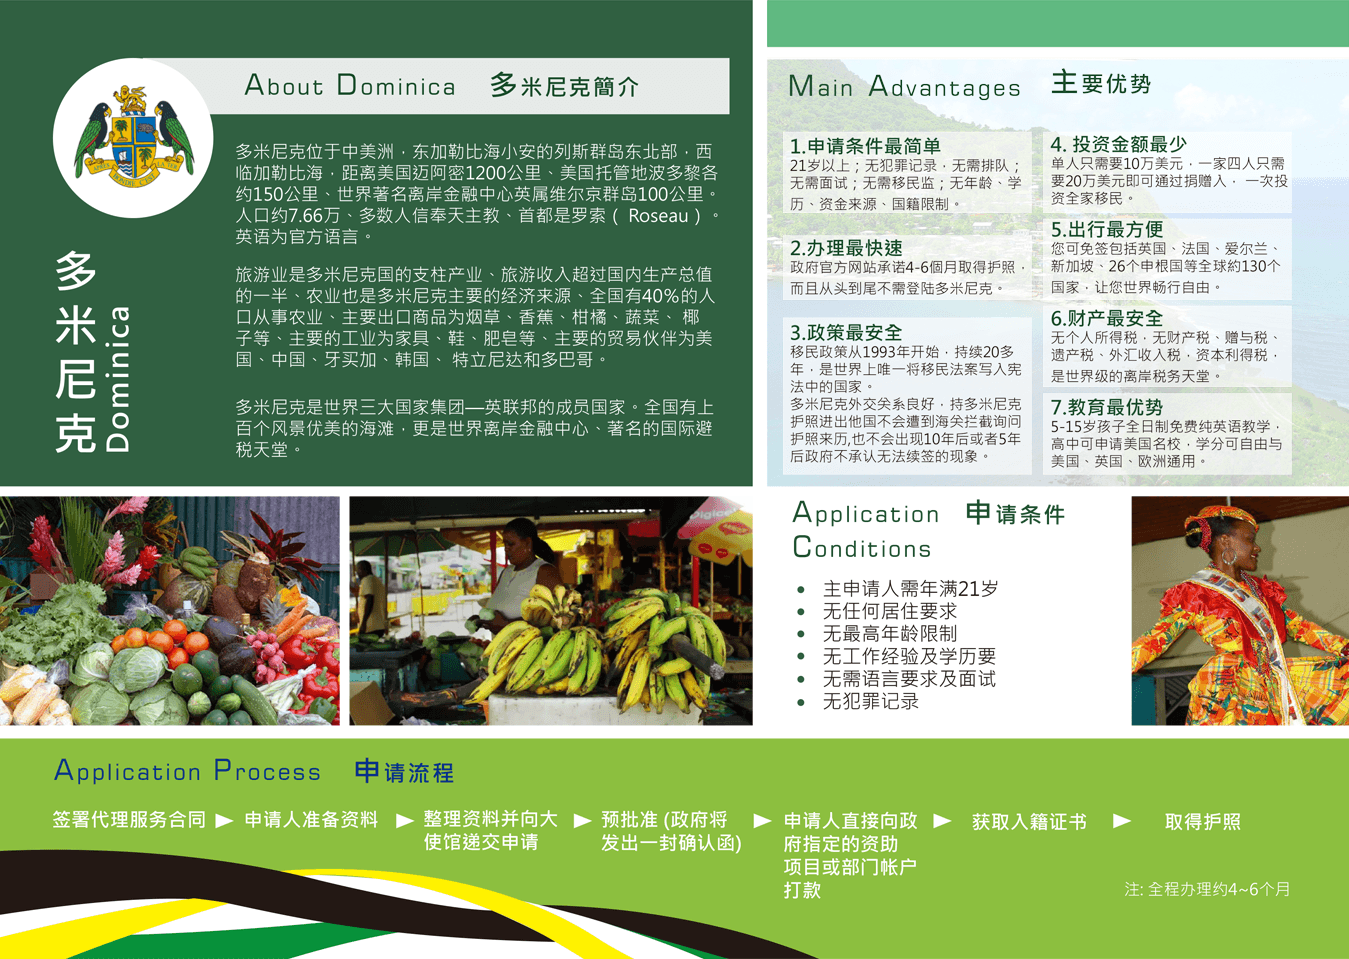 About Dominica 多米尼克簡介
多米尼克
Dominica
多米尼克位于中美洲，东加勒比海小安的列斯群岛东北部，西
临加勒比海，距离美国迈阿密1200公里、美国托管地波多黎各
约150公里、世界著名离岸金融中心英属维尔京群岛100公里。
人口约7.66万、多数人信奉天主教、首都是罗索（ Roseau ）。
英语为官方语言。
旅游业是多米尼克国的支柱产业、旅游收入超过国内生产总值
的一半、农业也是多米尼克主要的经济来源、全国有40%的人
口从事农业、主要出口商品为烟草、香蕉、柑橘、蔬菜、 椰
子等、主要的工业为家具、鞋、肥皂等、主要的贸易伙伴为美
国、中国、牙买加、韩国、 特立尼达和多巴哥。
多米尼克是世界三大国家集团—英联邦的成员国家。全国有上
百个风景优美的海滩，更是世界离岸金融中心、著名的国际避
税天堂。
Main Advantages 主要优势
1.申请条件最简单
21岁以上；无犯罪记录，无需排队；
无需面试；无需移民监；无年龄、学
历、资金来源、国籍限制。
2.办理最快速
政府官方网站承诺4-6個月取得护照，
而且从头到尾不需登陆多米尼克。
3.政策最安全
移民政策从1993年开始，持续20多
年，是世界上唯一将移民法案写入宪
法中的国家。
多米尼克外交关系良好，持多米尼克
护照进出他国不会遭到海关拦截询问
护照来历,也不会出现10年后或者5年
后政府不承认无法续签的现象。
4. 投资金额最少
单人只需要10万美元，一家四人只需
要20万美元即可通过捐赠入， 一次投
资全家移民。
5.出行最方便
您可免签包括英国、法国、爱尔兰、
新加坡、26个申根国等全球約130个
国家，让您世界畅行自由。
6.财产最安全
无个人所得税，无财产税、赠与税、
遗产税、外汇收入税，资本利得税，
是世界级的离岸税务天堂。
7.教育最优势
5-15岁孩子全日制免费纯英语教学，
高中可申请美国名校，学分可自由与
美国、英国、欧洲通用。
Application 申请条件
Conditions
• 主申请人需年满21岁
• 无任何居住要求
• 无最高年龄限制
• 无工作经验及学历要
• 无需语言要求及面试
• 无犯罪记录
Digicel
Application Process 申请流程
签署代理服务合同 ► 申请人准备资料 ► 整理资料并向大
使馆递交申请 ► 预批准 (政府将
发出一封确认函) ► 申请人直接向政
府指定的资助
项目或部门帐户
打款 ► 获取入籍证书 ► 取得护照
注: 全程办理约4~6个月